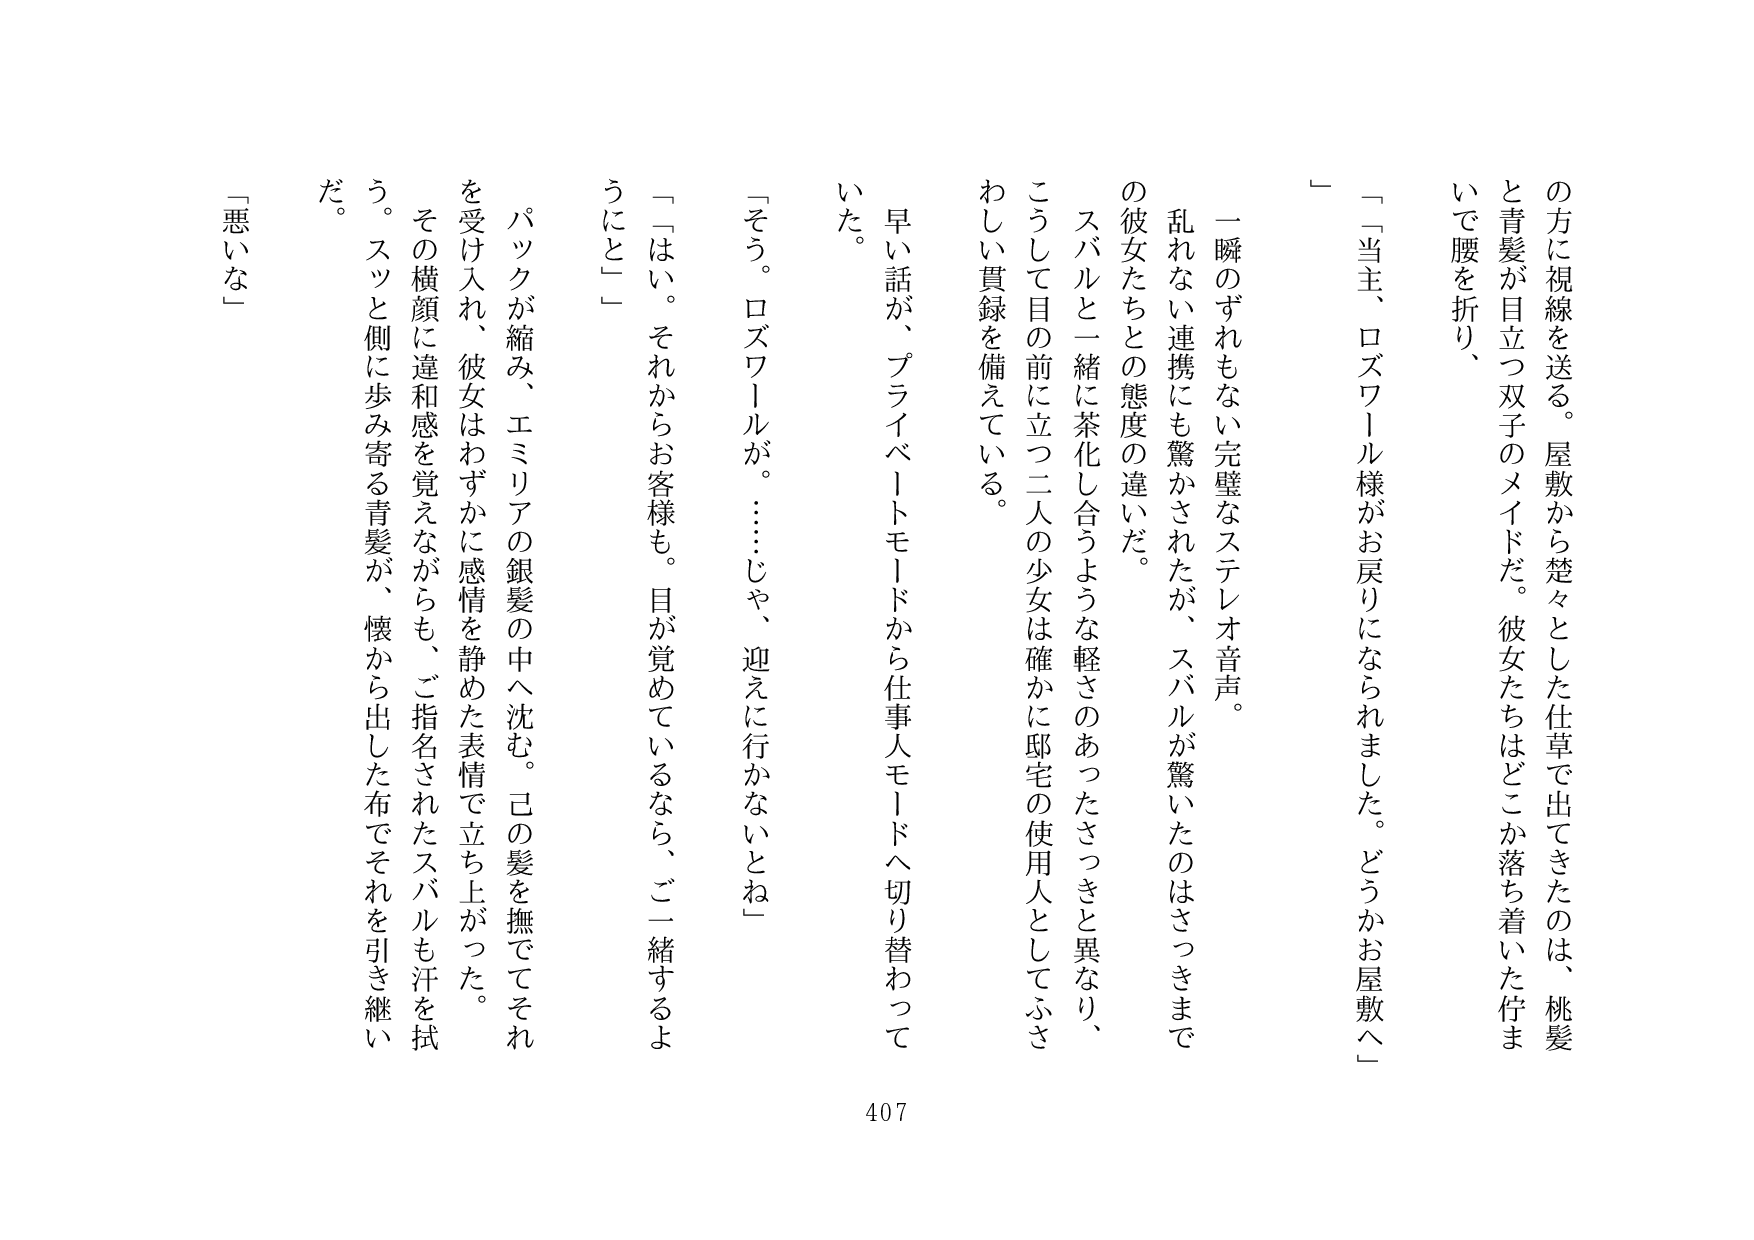 の方に視線を送る。屋敷から楚々とした仕草で出てきたのは、桃髪
と青髪が目立つ双子のメイドだ。彼女たちはどこか落ち着いた佇ま
いで腰を折り、
「「当主、ロズワール様がお戻りになられました。どうかお屋敷へ」
」
　一瞬のずれもない完璧なステレオ音声。
　乱れない連携にも驚かされたが、スバルが驚いたのはさっきまで
の彼女たちとの態度の違いだ。
　スバルと一緒に茶化し合うような軽さのあったさっきと異なり、
こうして目の前に立つ二人の少女は確かに邸宅の使用人としてふさ
わしい貫録を備えている。
　早い話が、プライベートモードから仕事人モードへ切り替わって
いた。
「そう。ロズワールが。……じゃ、迎えに行かないとね」
「「はい。それからお客様も。目が覚めているなら、ご一緒するよ
うにと」」
　パックが縮み、エミリアの銀髪の中へ沈む。己の髪を撫でてそれ
を受け入れ、彼女はわずかに感情を静めた表情で立ち上がった。
　その横顔に違和感を覚えながらも、ご指名されたスバルも汗を拭
う。スッと側に歩み寄る青髪が、懐から出した布でそれを引き継い
だ。
「悪いな」
407